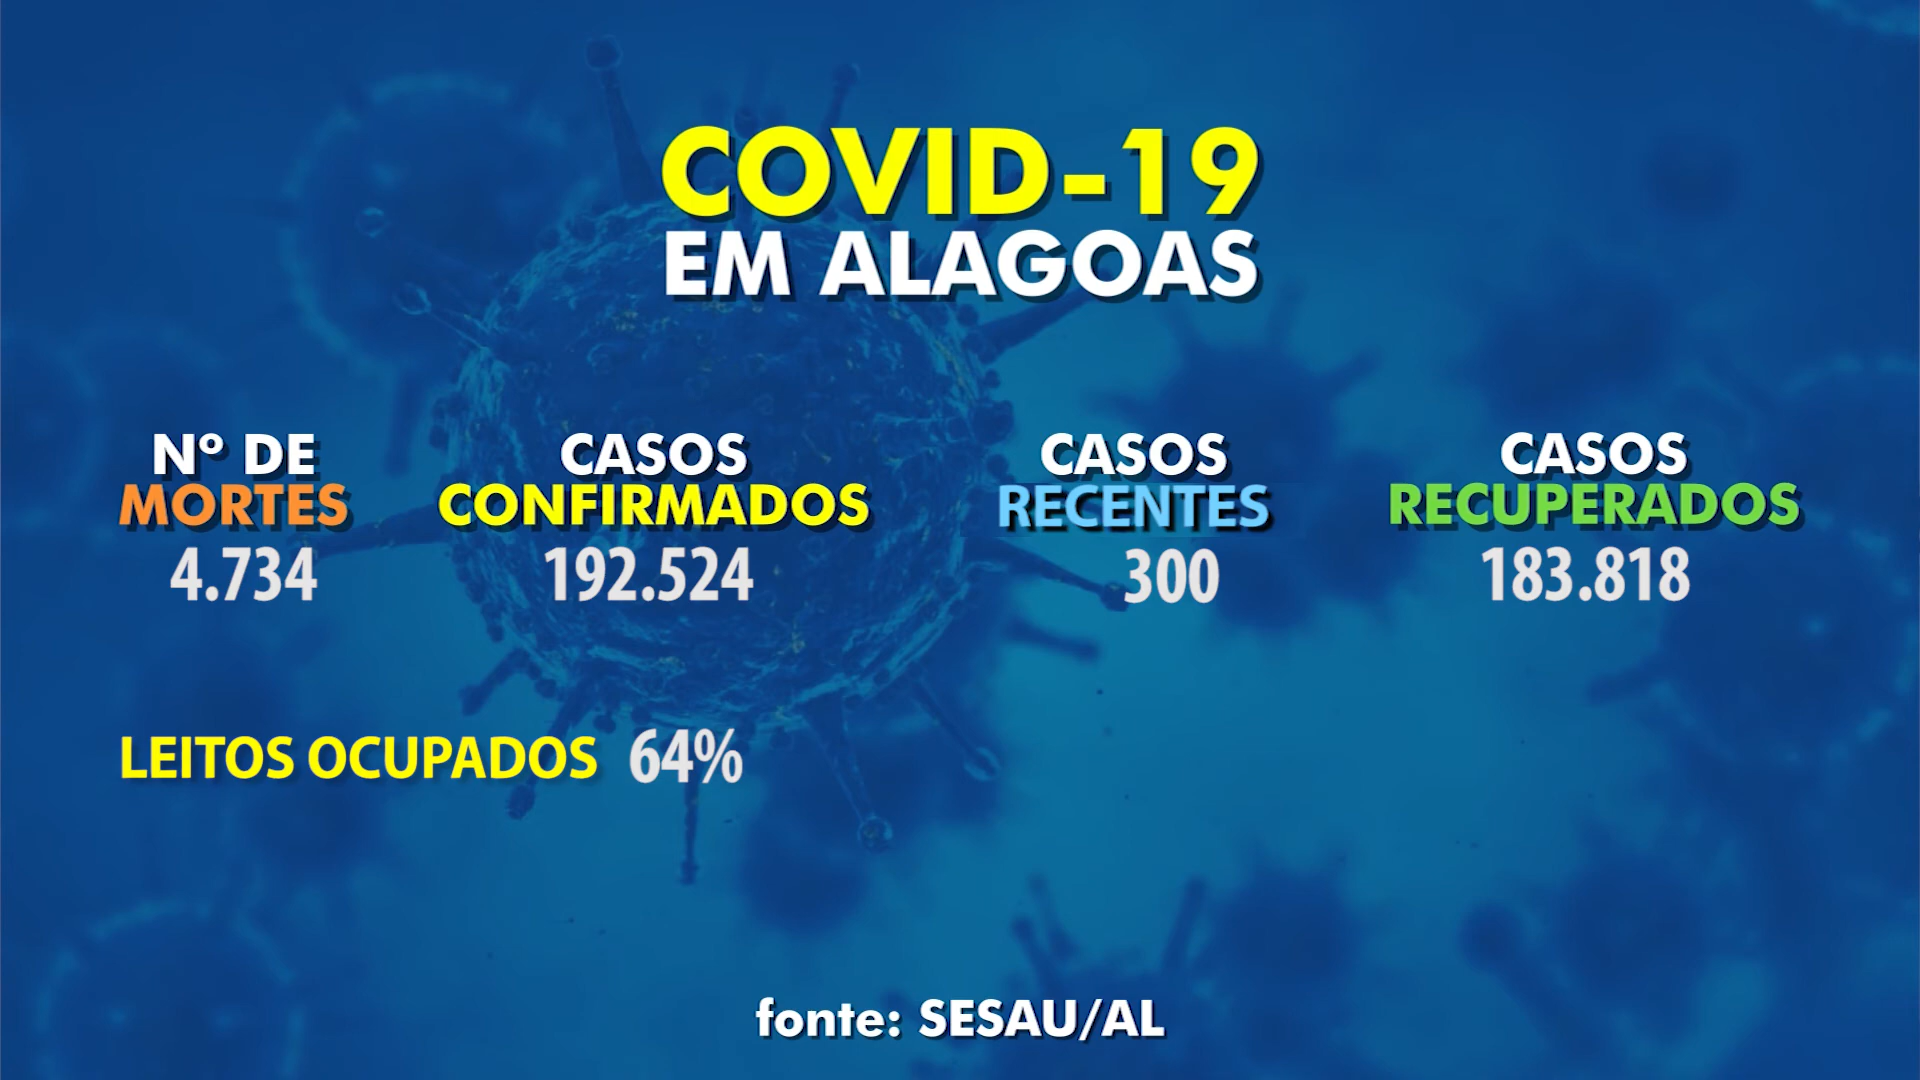 COVID-19
EM ALAGOAS
Nº DE
MORTES
4.734
CASOS
CONFIRMADOS
192.524
CASOS
RECENTES
300
CASOS
RECUPERADOS
183.818
LEITOS OCUPADOS 64%
fonte: SESAU/AL